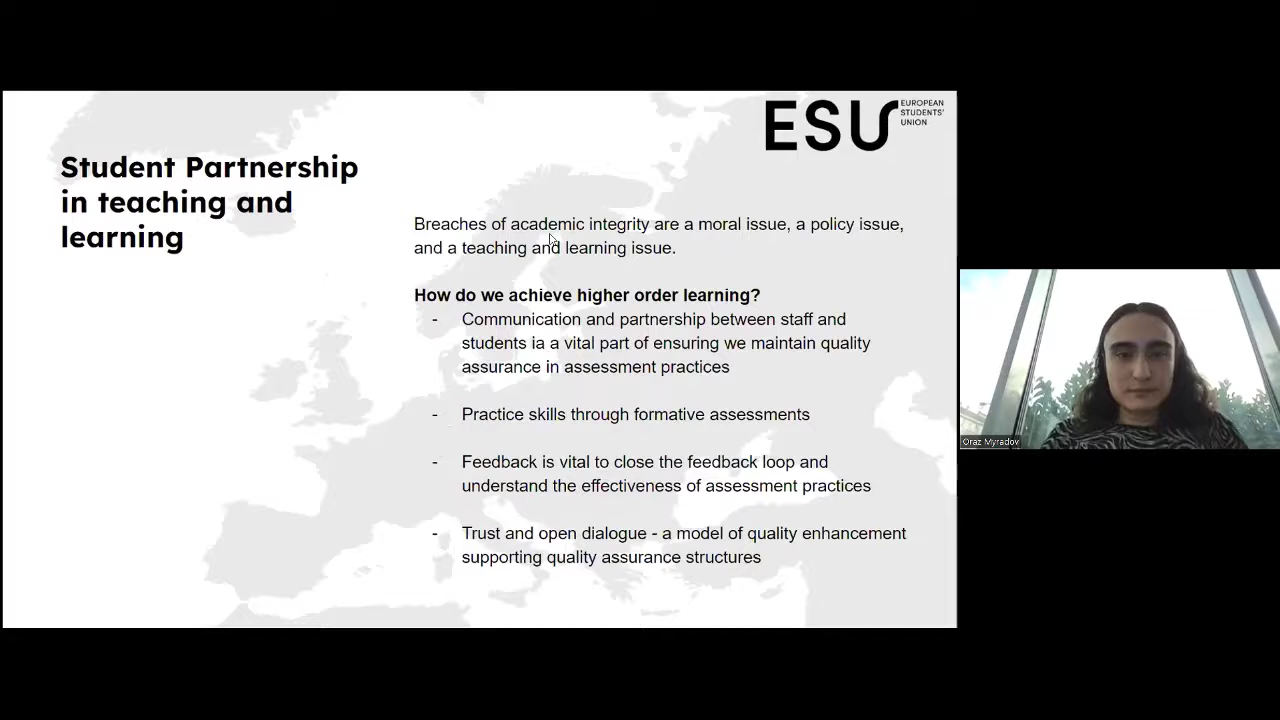 ESU EUROPEAN
STUDENTS'
UNION
Student Partnership
in teaching and
learning
Breaches of academic integrity are a moral issue, a policy issue,
and a teaching and learning issue.
How do we achieve higher order learning?
- Communication and partnership between staff and
students ia a vital part of ensuring we maintain quality
assurance in assessment practices
- Practice skills through formative assessments
- Feedback is vital to close the feedback loop and
understand the effectiveness of assessment practices
- Trust and open dialogue - a model of quality enhancement
supporting quality assurance structures
Oraz Myradov